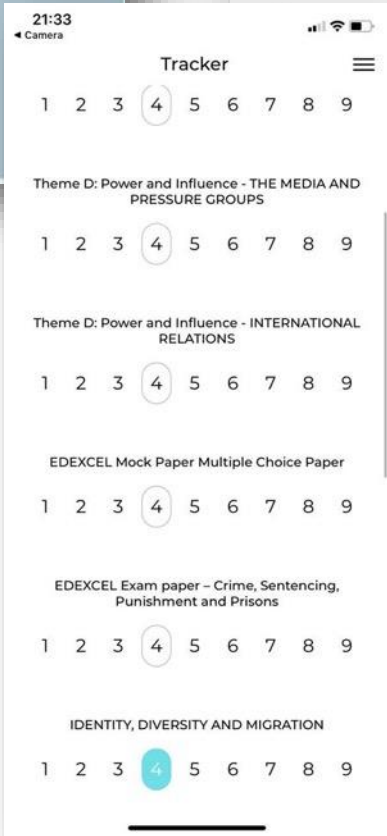 21:33
Camera
Tracker
1 2 3 4 5 6 7 8 9
Theme D: Power and Influence - THE MEDIA AND
PRESSURE GROUPS
1 2 3 4 5 6 7 8 9
Theme D: Power and Influence - INTERNATIONAL
RELATIONS
1 2 3 4 5 6 7 8 9
EDEXCEL Mock Paper Multiple Choice Paper
1 2 3 4 5 6 7 8 9
EDEXCEL Exam paper – Crime, Sentencing,
Punishment and Prisons
1 2 3 4 5 6 7 8 9
IDENTITY, DIVERSITY AND MIGRATION
1 2 3 4 5 6 7 8 9